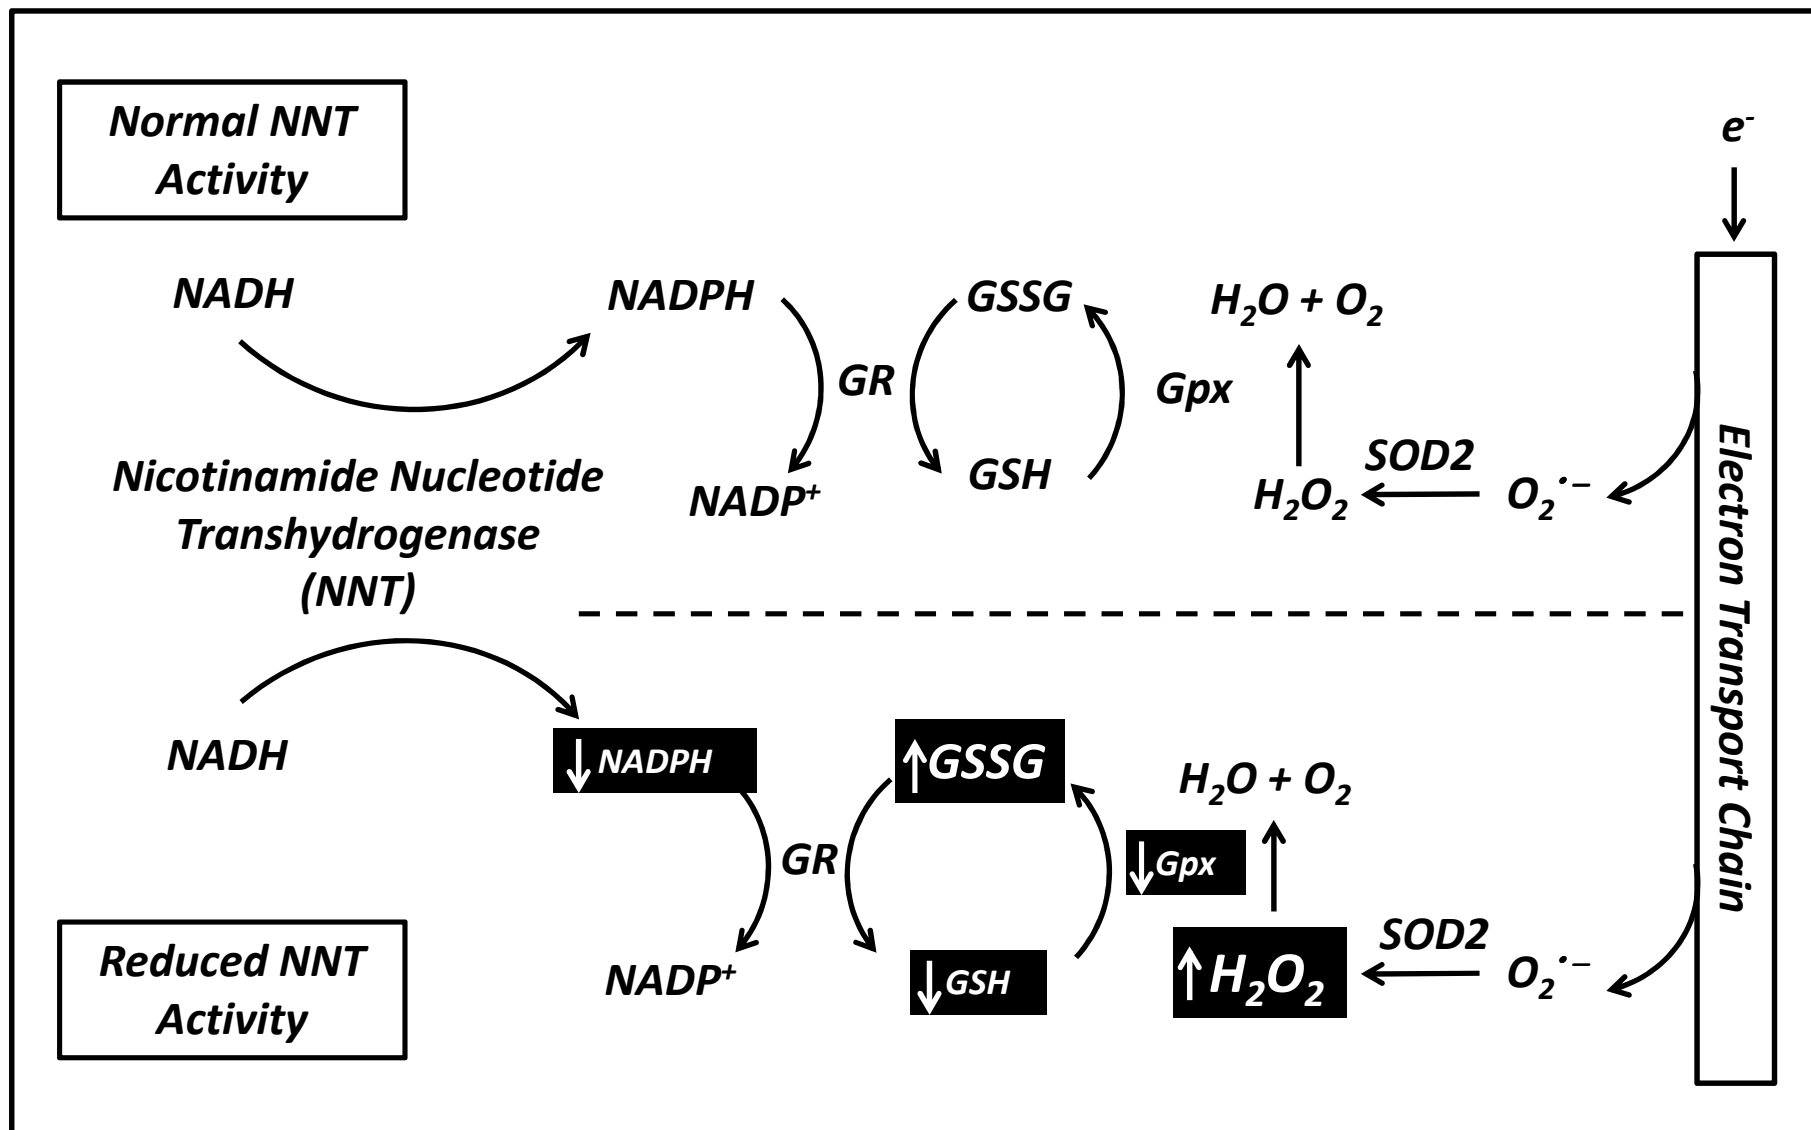 Normal NNT
Activity
e⁻
NADH
NADPH
GSSG
H₂O + O₂
GR
Gpx
Nicotinamide Nucleotide
Transhydrogenase
(NNT)
NADP⁺
GSH
H₂O₂
SOD2
O₂˙⁻
Electron Transport Chain
NADH
↓ NADPH
↑ GSSG
H₂O + O₂
GR
↓ Gpx
Reduced NNT
Activity
NADP⁺
↓ GSH
↑ H₂O₂
SOD2
O₂˙⁻